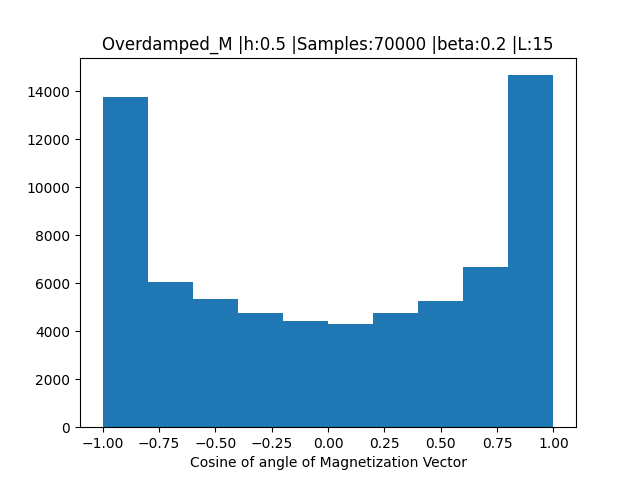 Overdamped_M |h:0.5 |Samples:70000 |beta:0.2 |L:15
14000
12000
10000
8000
6000
4000
2000
0
−1.00 −0.75 −0.50 −0.25 0.00 0.25 0.50 0.75 1.00
Cosine of angle of Magnetization Vector